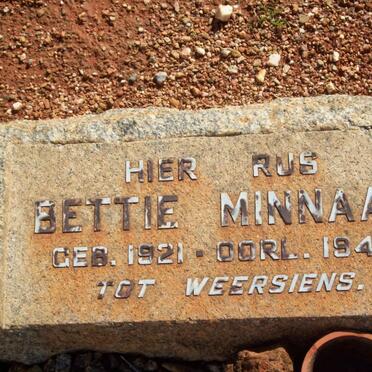 HIER RUS
BETTIE MINNAA
GEB. 1921 - OORL. 194
TOT WEERSIENS.